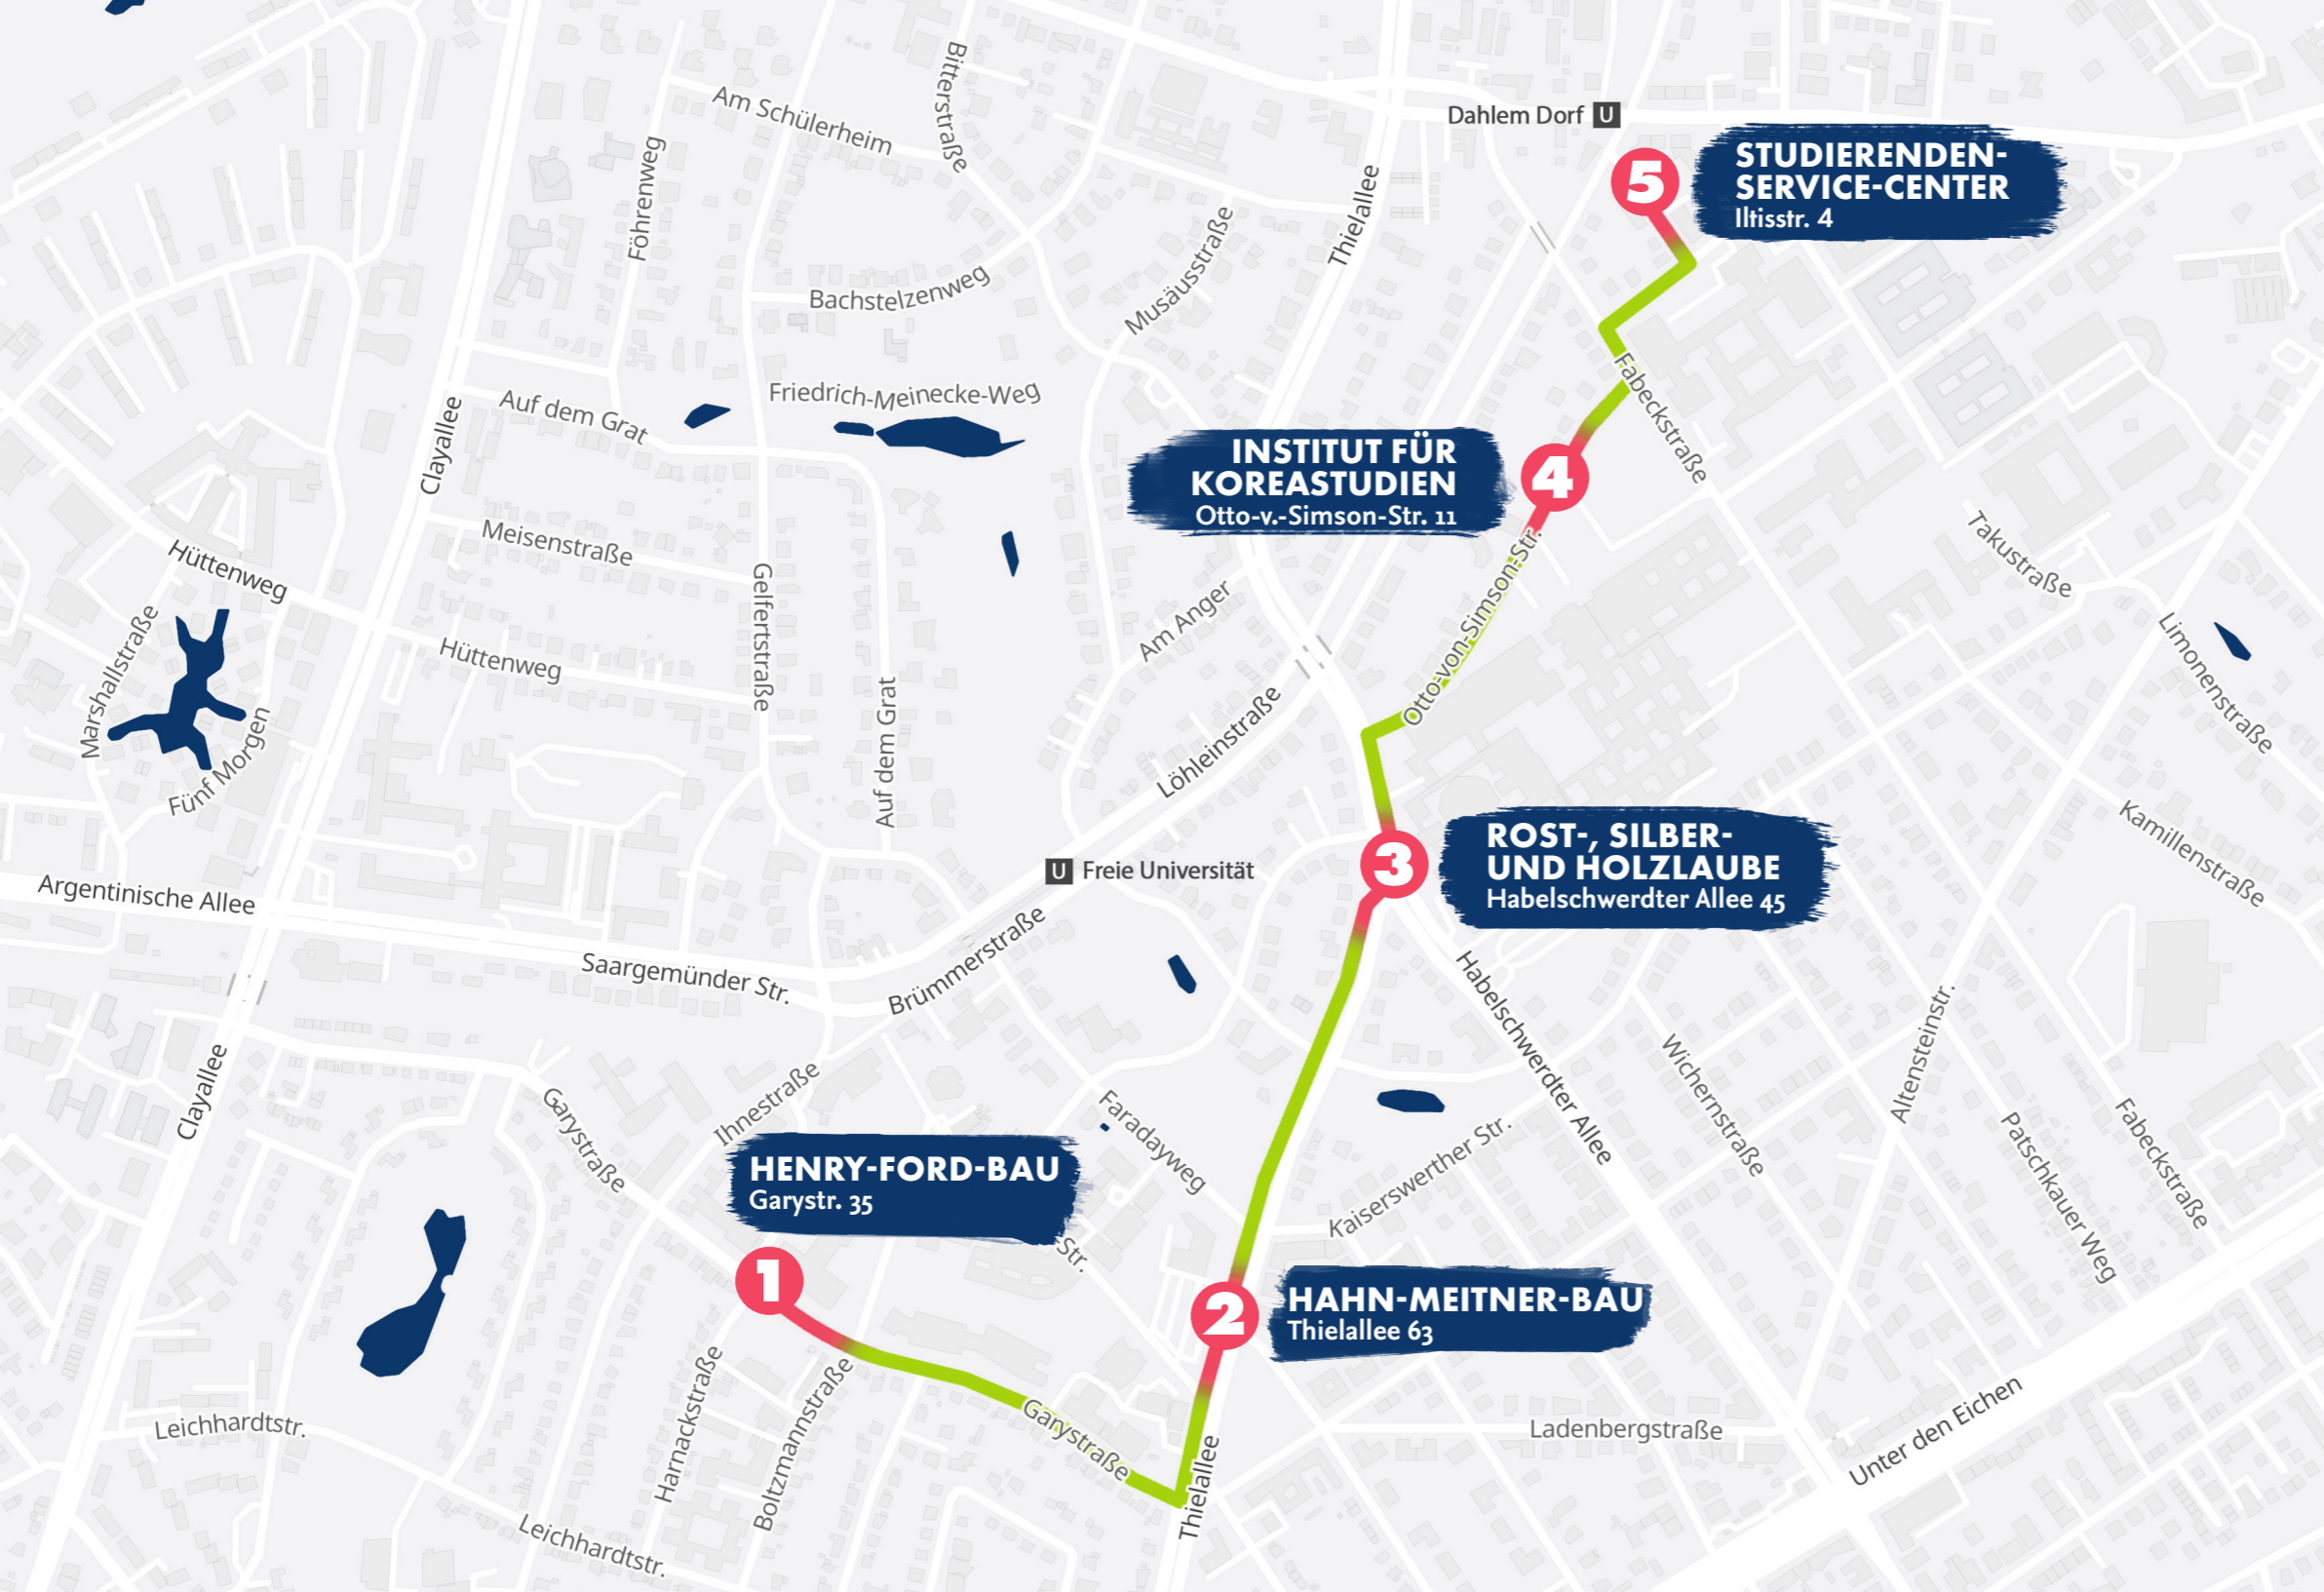 Bitterstraße
Am Schülerheim
Dahlem Dorf U
Föhrenweg
Thielallee
5
STUDIERENDEN-
SERVICE-CENTER
Iltisstr. 4
Musäusstraße
Bachstelzenweg
Friedrich-Meinecke-Weg
Auf dem Grat
Clayallee
Fabeckstraße
INSTITUT FÜR
KOREASTUDIEN
Otto-v.-Simson-Str. 11
4
Meisenstraße
Hüttenweg
Takustraße
Gelfertstraße
Am Anger
Otto-von-Simson-Str.
Marshallstraße
Hüttenweg
Limonenstraße
Fünf Morgen
Auf dem Grat
Löhleinstraße
Kamillenstraße
3
ROST-, SILBER-
UND HOLZLAUBE
Habelschwerdter Allee 45
U Freie Universität
Argentinische Allee
Saargemünder Str.
Brümmerstraße
Habelschwerdter Allee
Wichernstraße
Altensteinstr.
Clayallee
Garystraße
Ihnestraße
Faradayweg
Kaiserswerther Str.
Patschkauer Weg
Fabeckstraße
HENRY-FORD-BAU
Garystr. 35
-Str.
1
2
HAHN-MEITNER-BAU
Thielallee 63
Harnackstraße
Boltzmannstraße
Garystraße
Thielallee
Leichhardtstr.
Ladenbergstraße
Unter den Eichen
Leichhardtstr.